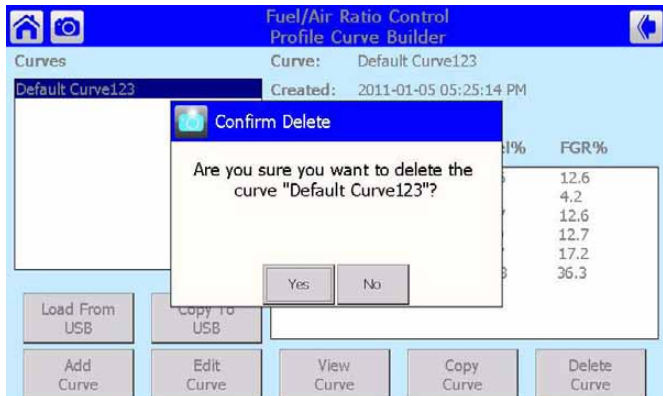 Fuel/Air Ratio Control
Profile Curve Builder
Curves
Curve: Default Curve123
Default Curve123
Created: 2011-01-05 05:25:14 PM
Confirm Delete
Are you sure you want to delete the
curve "Default Curve123"?
Yes No
FGR%
12.6
4.2
12.6
12.7
17.2
36.3
Load From
USB
Copy To
USB
Add
Curve
Edit
Curve
View
Curve
Copy
Curve
Delete
Curve